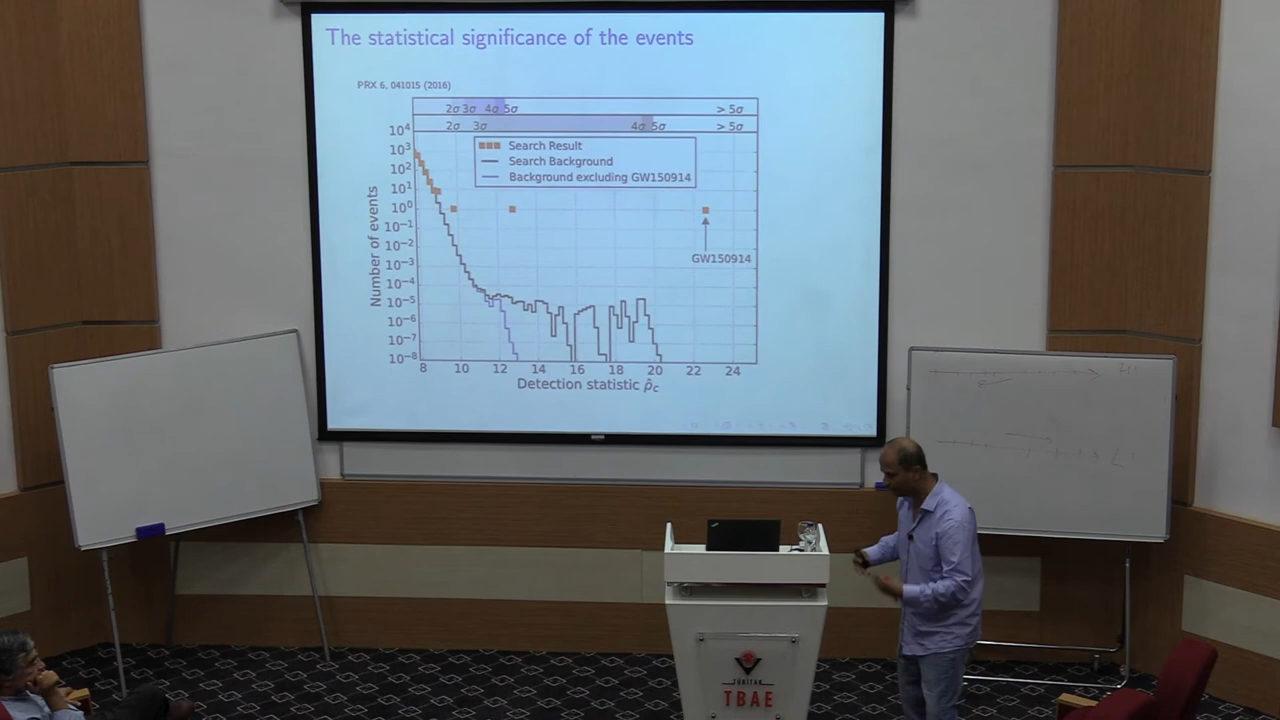 The statistical significance of the events
PRX 6, 041015 (2016)
2σ 3σ 4σ 5σ > 5σ
2σ 3σ 4σ 5σ > 5σ
Search Result
Search Background
Background excluding GW150914
Number of events
10⁴
10³
10²
10¹
10⁰
10⁻¹
10⁻²
10⁻³
10⁻⁴
10⁻⁵
10⁻⁶
10⁻⁷
10⁻⁸
GW150914
8 10 12 14 16 18 20 22 24
Detection statistic ρ̂c
TÜBİTAK
TBAE